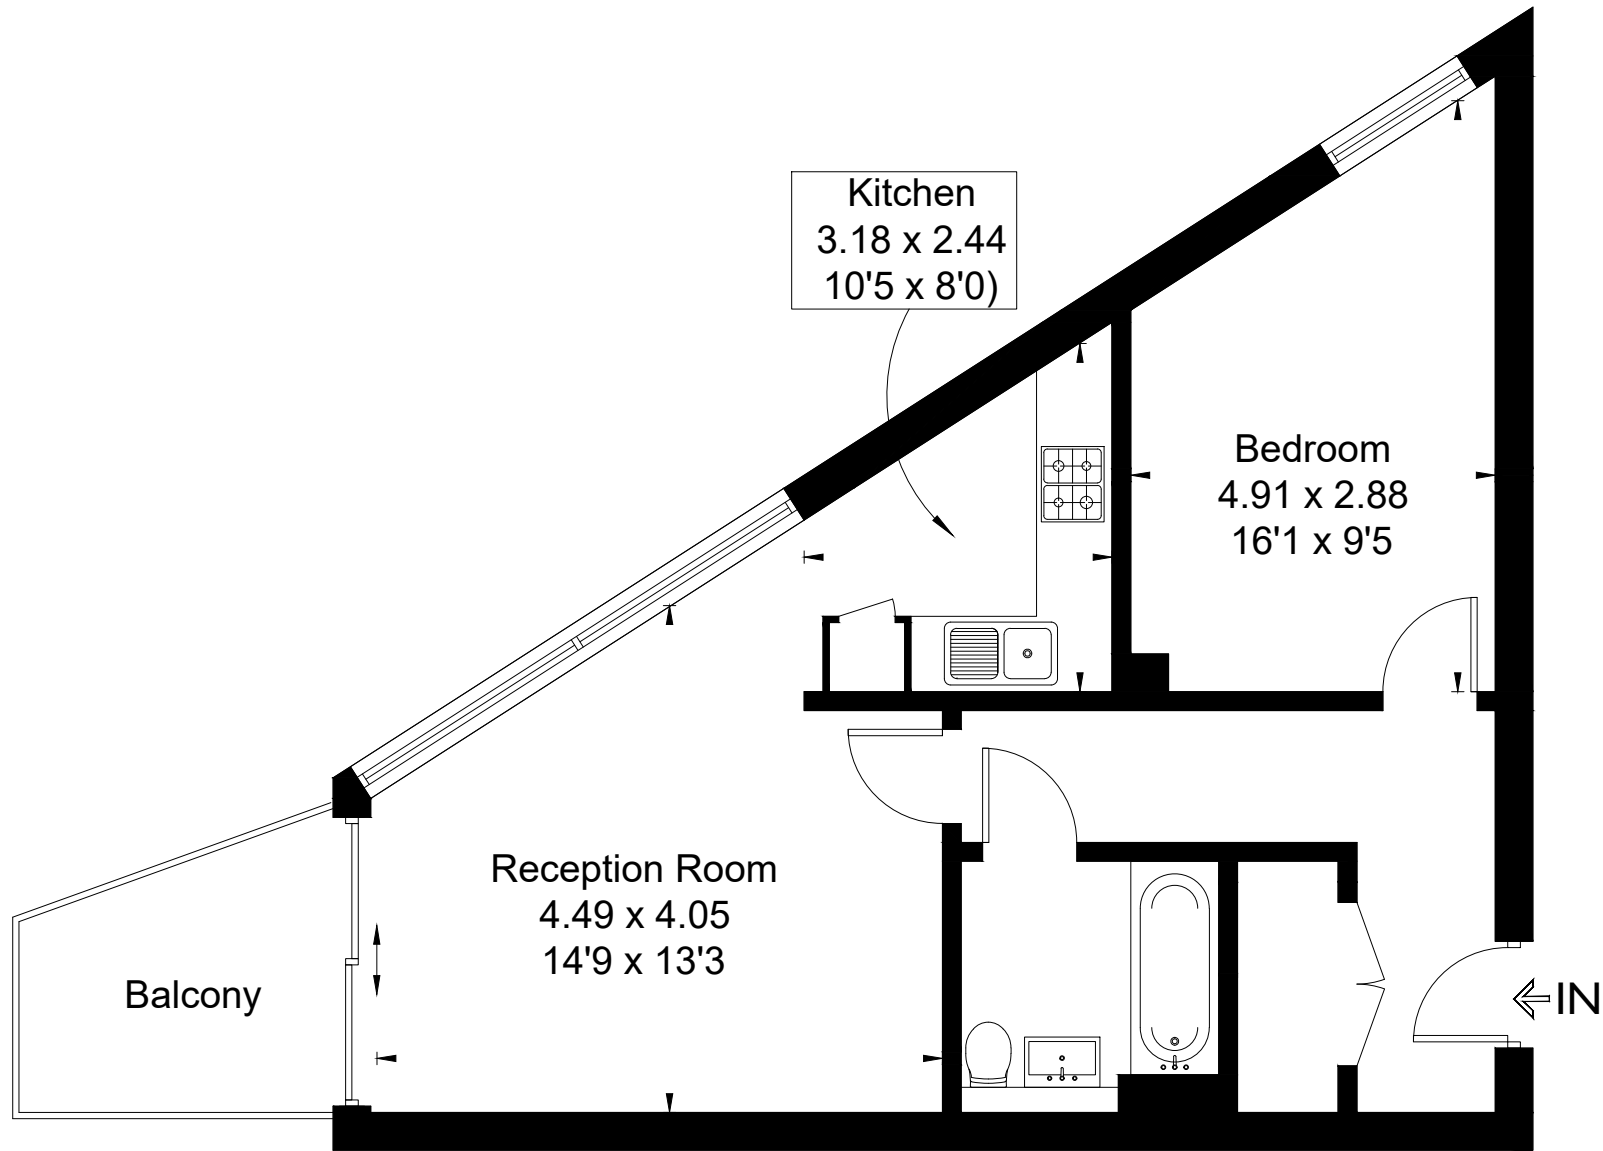 Kitchen
3.18 x 2.44
10'5 x 8'0)
Bedroom
4.91 x 2.88
16'1 x 9'5
Reception Room
4.49 x 4.05
14'9 x 13'3
Balcony
IN